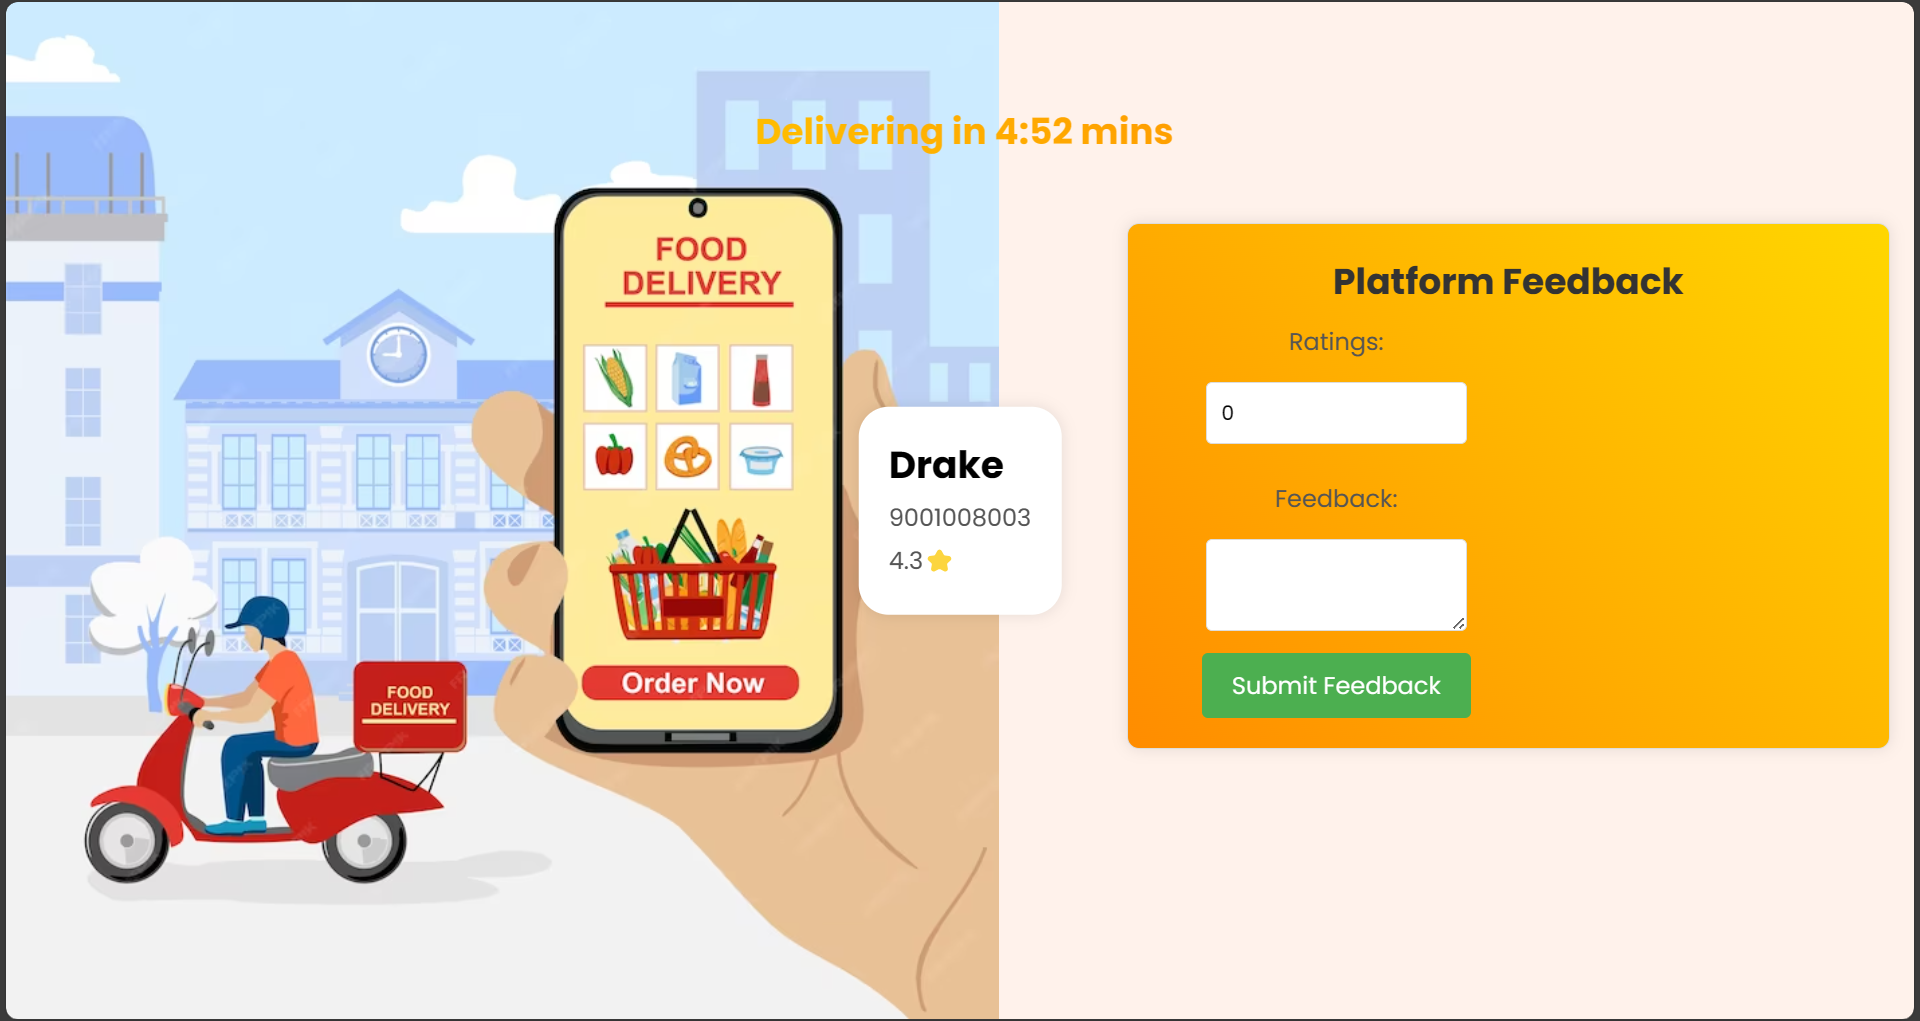 Delivering in 4:52 mins
FOOD
DELIVERY
Order Now
FOOD
DELIVERY
Drake
9001008003
4.3
Platform Feedback
Ratings:
0
Feedback:
Submit Feedback